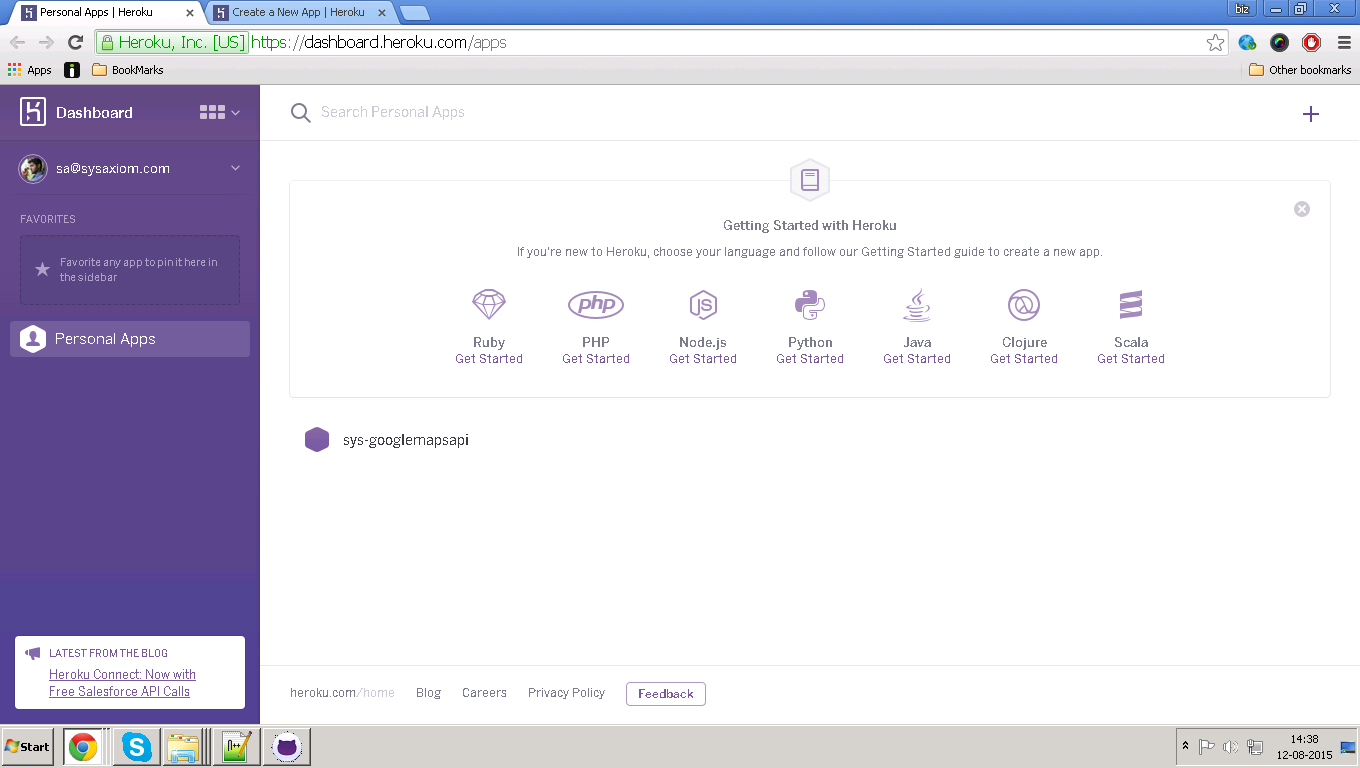 Personal Apps | Heroku
Create a New App | Heroku
biz
Heroku, Inc. [US] https://dashboard.heroku.com/apps
Apps
BookMarks
Other bookmarks
Dashboard
Search Personal Apps
sa@sysaxiom.com
FAVORITES
Favorite any app to pin it here in
the sidebar
Personal Apps
Getting Started with Heroku
If you're new to Heroku, choose your language and follow our Getting Started guide to create a new app.
php
JS
Ruby
PHP
Node.js
Python
Java
Clojure
Scala
Get Started
Get Started
Get Started
Get Started
Get Started
Get Started
Get Started
sys-googlemapsapi
LATEST FROM THE BLOG
Heroku Connect: Now with
Free Salesforce API Calls
heroku.com/home
Blog
Careers
Privacy Policy
Feedback
Start
14:38
12-08-2015